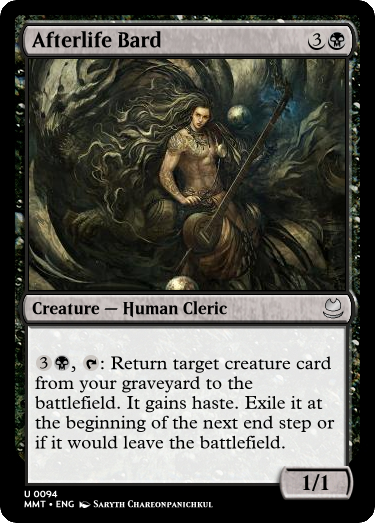 Afterlife Bard 3
Creature — Human Cleric
3, : Return target creature card
from your graveyard to the
battlefield. It gains haste. Exile it at
the beginning of the next end step or
if it would leave the battlefield.
1/1
U 0094
MMT • ENG Saryth Chareonpanichkul